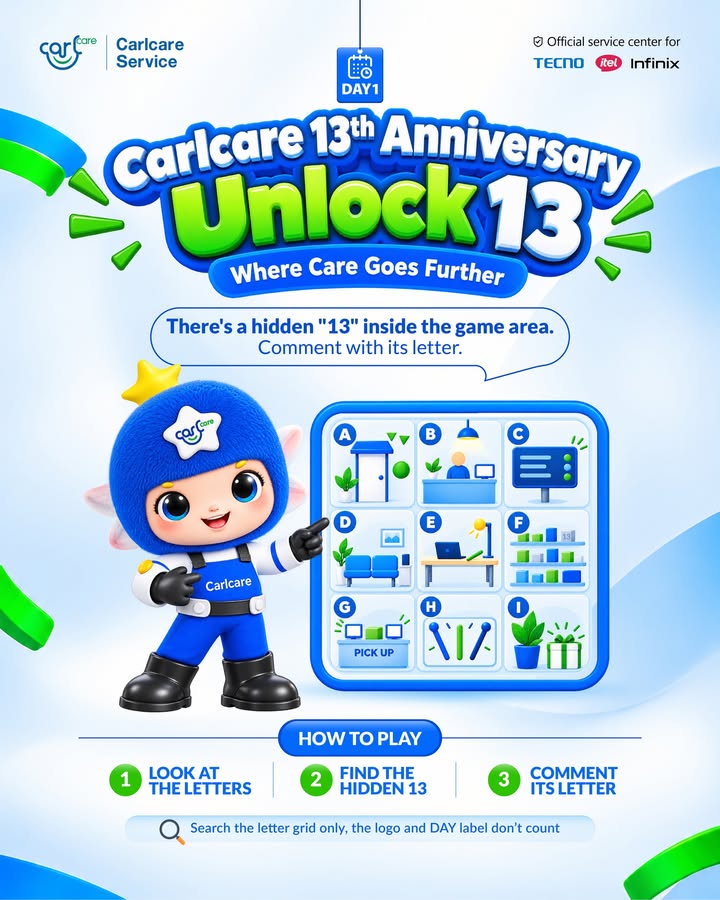 carlcare
Carlcare
Service
Official service center for
TECNO itel Infinix
DAY1
Carlcare 13th Anniversary
Unlock 13
Where Care Goes Further
There's a hidden "13" inside the game area.
Comment with its letter.
carlcare
Carlcare
A B C
D E F
13
G H I
PICK UP
HOW TO PLAY
1 LOOK AT
THE LETTERS
2 FIND THE
HIDDEN 13
3 COMMENT
ITS LETTER
Search the letter grid only, the logo and DAY label don't count